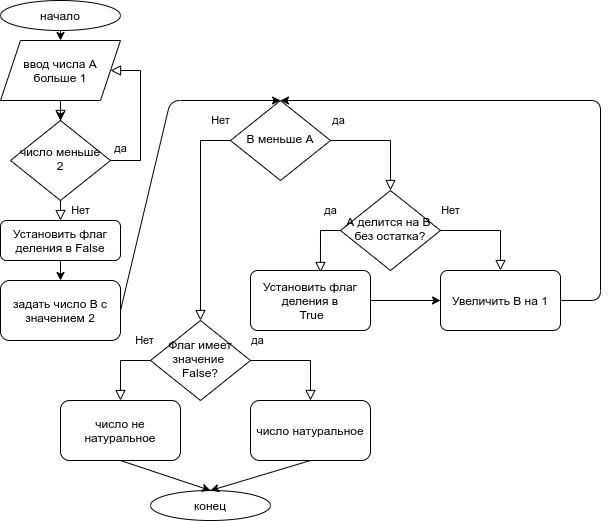 начало
ввод числа А
больше 1
число меньше
2
да
Нет
Установить флаг
деления в False
задать число В с
значением 2
Нет
В меньше А
да
да
А делится на В
без остатка?
Нет
Установить флаг
деления в
True
Увеличить В на 1
Нет
Флаг имеет
значение
False?
да
число не
натуральное
число натуральное
конец